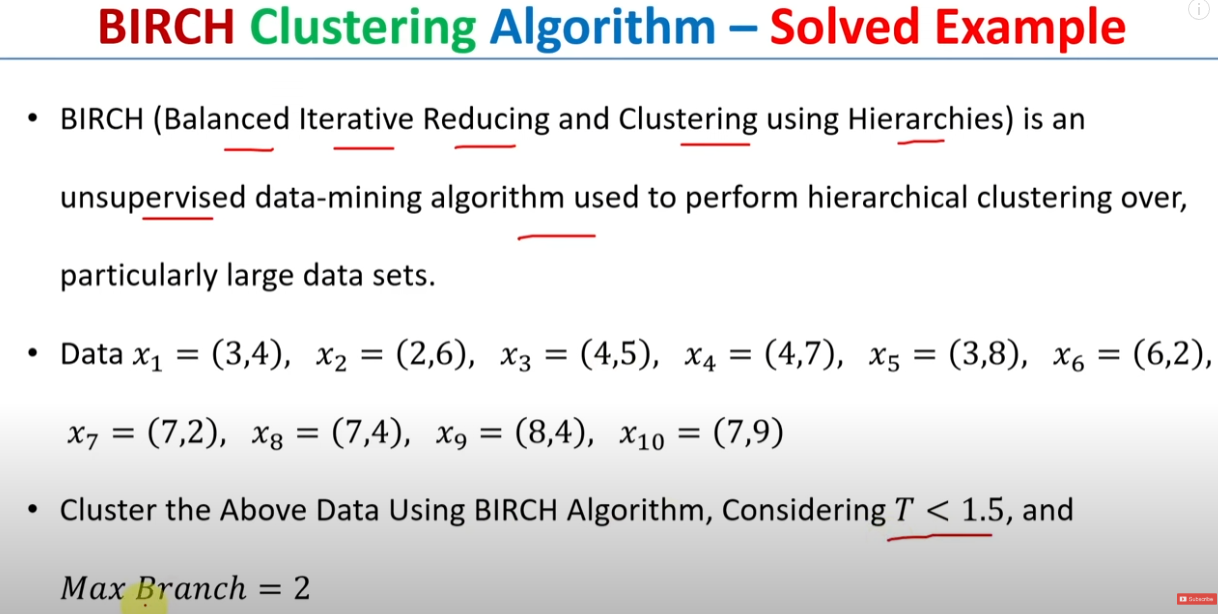 BIRCH Clustering Algorithm – Solved Example
• BIRCH (Balanced Iterative Reducing and Clustering using Hierarchies) is an
unsupervised data-mining algorithm used to perform hierarchical clustering over,
particularly large data sets.
• Data x₁ = (3,4), x₂ = (2,6), x₃ = (4,5), x₄ = (4,7), x₅ = (3,8), x₆ = (6,2),
x₇ = (7,2), x₈ = (7,4), x₉ = (8,4), x₁₀ = (7,9)
• Cluster the Above Data Using BIRCH Algorithm, Considering T < 1.5, and
Max Branch = 2
Subscribe